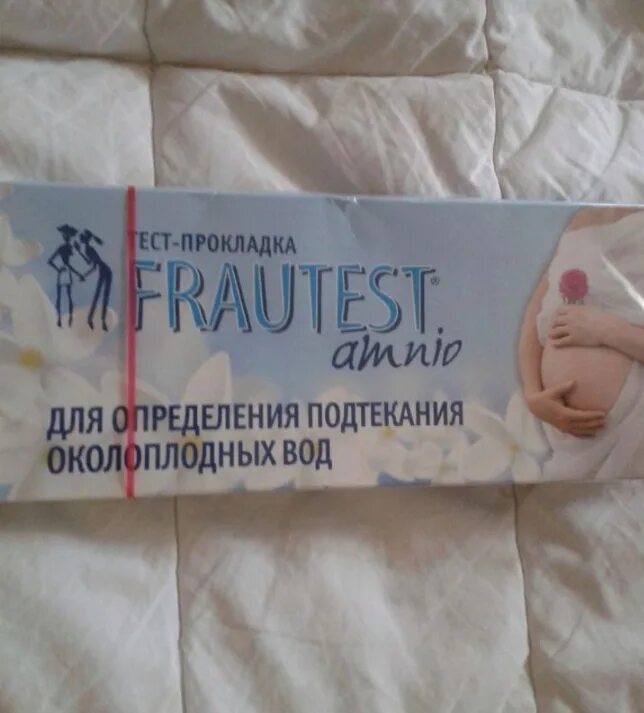 ТЕСТ-ПРОКЛАДКА
FRAUTEST®
amnio
ДЛЯ ОПРЕДЕЛЕНИЯ ПОДТЕКАНИЯ
ОКОЛОПЛОДНЫХ ВОД